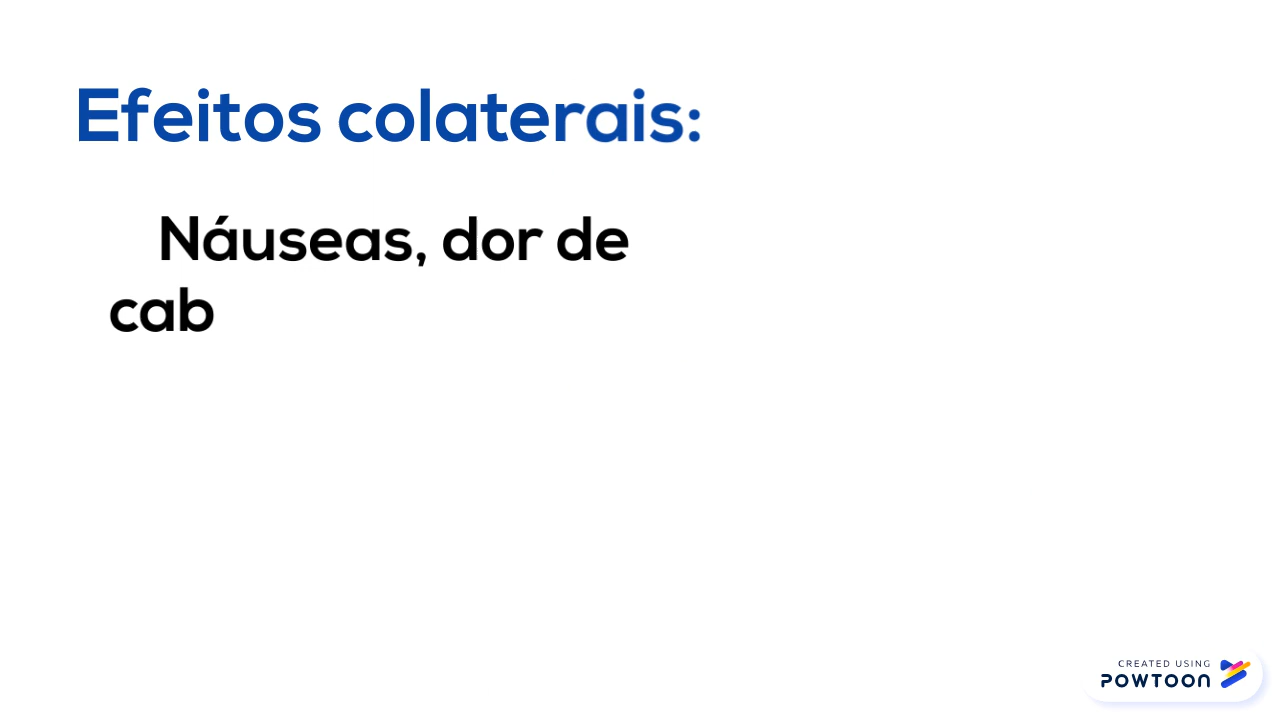 Efeitos colaterais:
Náuseas, dor de
cab
CREATED USING
POWTOON